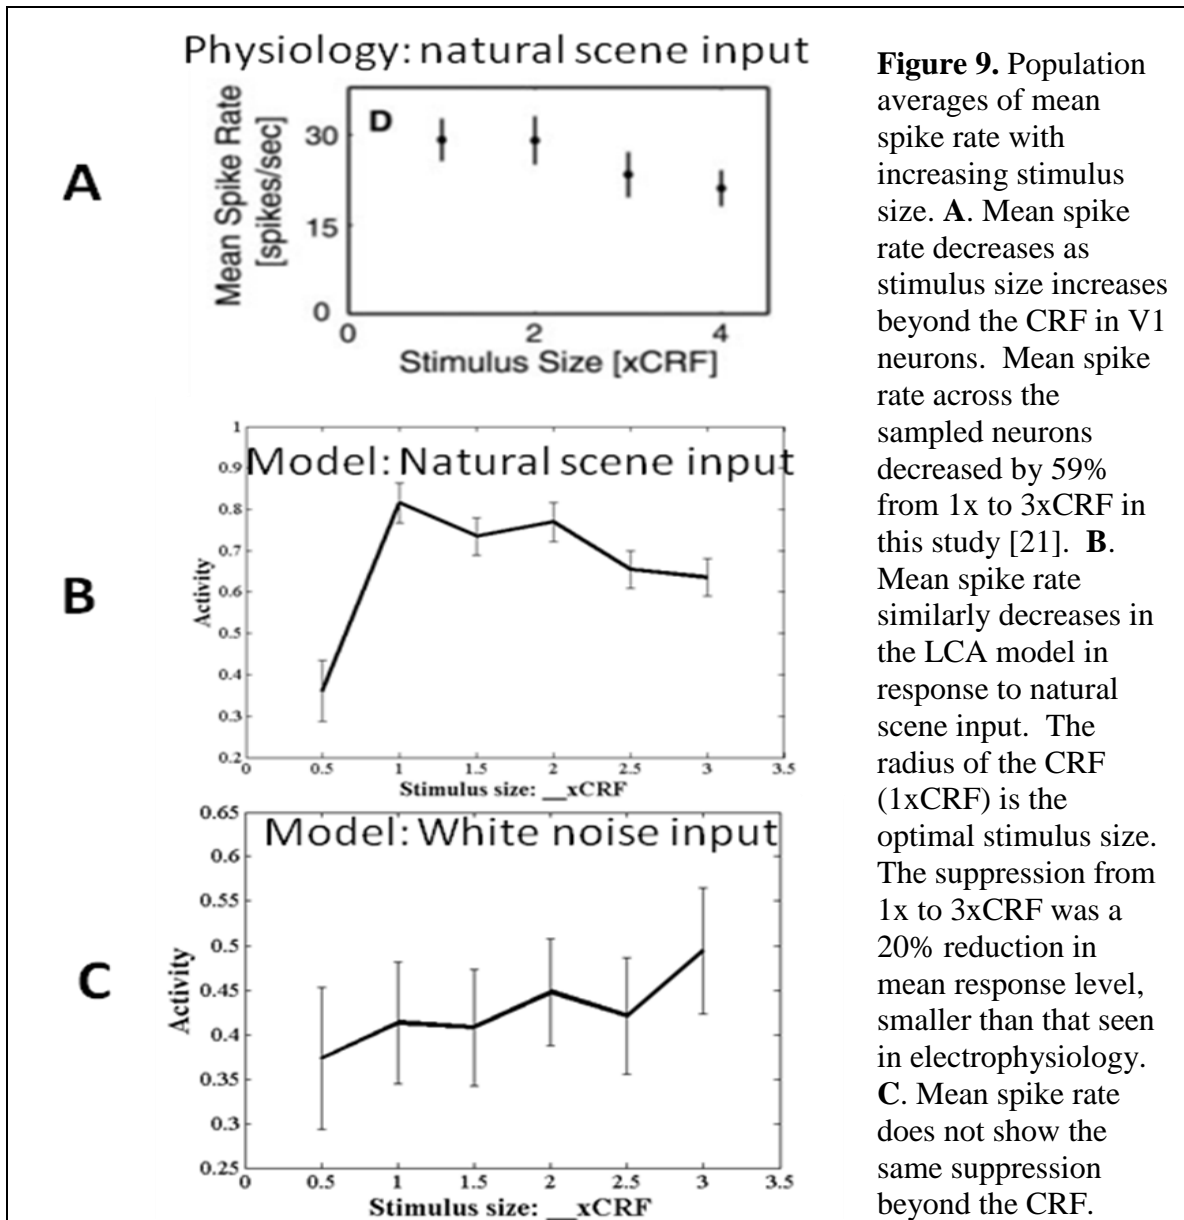 Physiology: natural scene input
A
Mean Spike Rate
[spikes/sec]
D
30
15
0
0
2
4
Stimulus Size [xCRF]
B
Model: Natural scene input
Activity
1
0.9
0.8
0.7
0.6
0.5
0.4
0.3
0.2
0
0.5
1
1.5
2
2.5
3
3.5
Stimulus size: __xCRF
C
Model: White noise input
Activity
0.65
0.6
0.55
0.5
0.45
0.4
0.35
0.3
0.25
0
0.5
1
1.5
2
2.5
3
3.5
Stimulus size: __xCRF
Figure 9. Population
averages of mean
spike rate with
increasing stimulus
size. A. Mean spike
rate decreases as
stimulus size increases
beyond the CRF in V1
neurons. Mean spike
rate across the
sampled neurons
decreased by 59%
from 1x to 3xCRF in
this study [21]. B.
Mean spike rate
similarly decreases in
the LCA model in
response to natural
scene input. The
radius of the CRF
(1xCRF) is the
optimal stimulus size.
The suppression from
1x to 3xCRF was a
20% reduction in
mean response level,
smaller than that seen
in electrophysiology.
C. Mean spike rate
does not show the
same suppression
beyond the CRF.